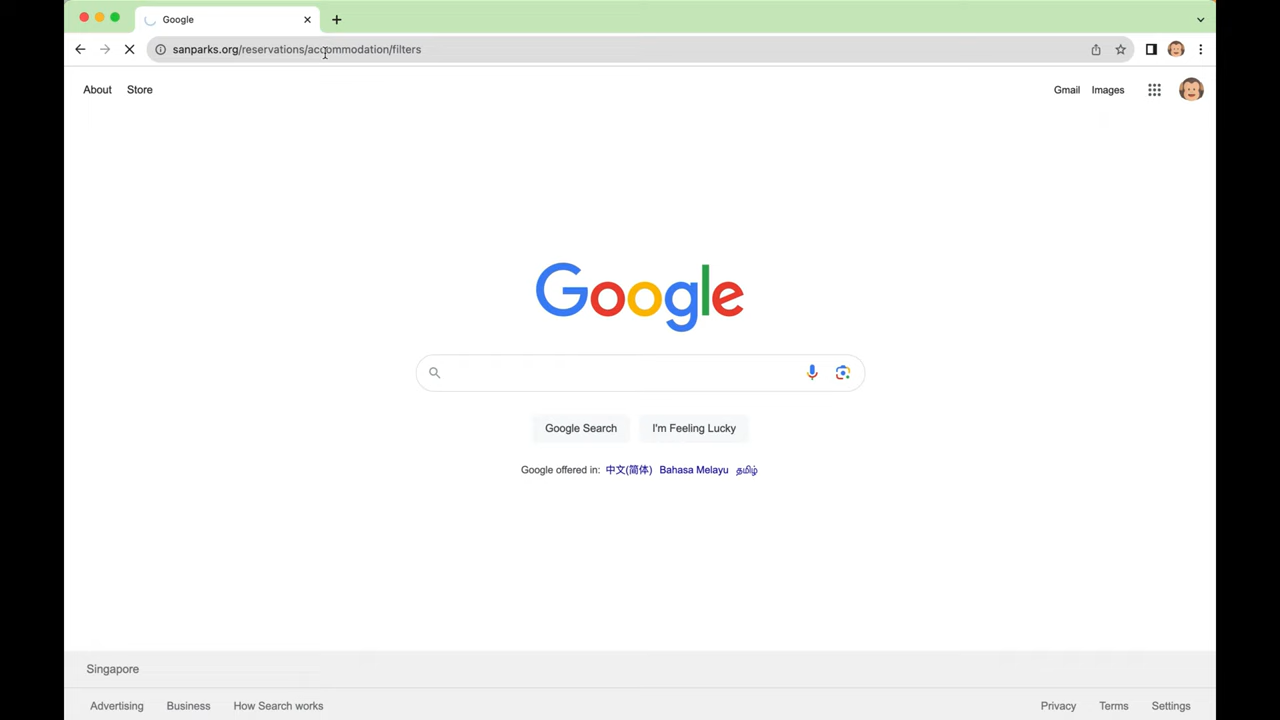 Google
sanparks.org/reservations/accommodation/filters
About Store Gmail Images
Google
Google Search I'm Feeling Lucky
Google offered in: 中文(简体) Bahasa Melayu தமிழ்
Singapore
Advertising Business How Search works Privacy Terms Settings